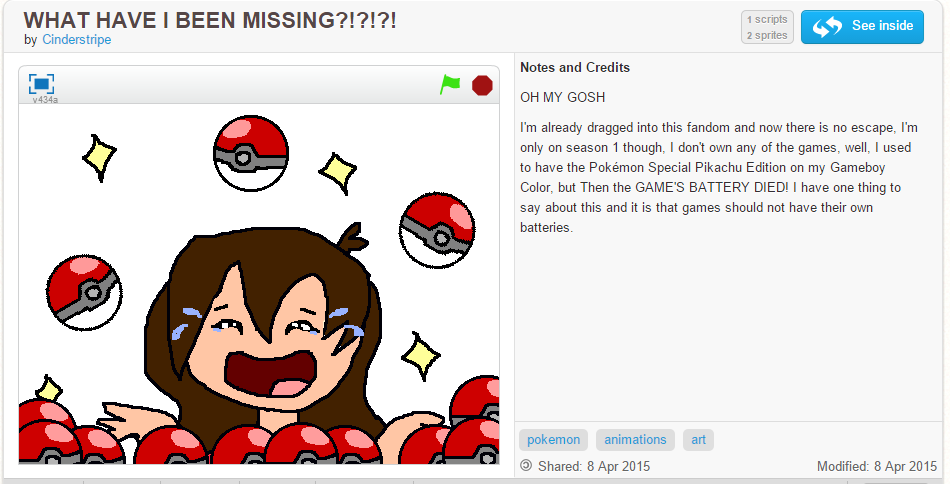 WHAT HAVE I BEEN MISSING?!?!?!
by Cinderstripe
1 scripts
2 sprites
See inside
v434a
Notes and Credits
OH MY GOSH
I'm already dragged into this fandom and now there is no escape, I'm
only on season 1 though, I don't own any of the games, well, I used
to have the Pokémon Special Pikachu Edition on my Gameboy
Color, but Then the GAME'S BATTERY DIED! I have one thing to
say about this and it is that games should not have their own
batteries.
pokemon animations art
Shared: 8 Apr 2015 Modified: 8 Apr 2015